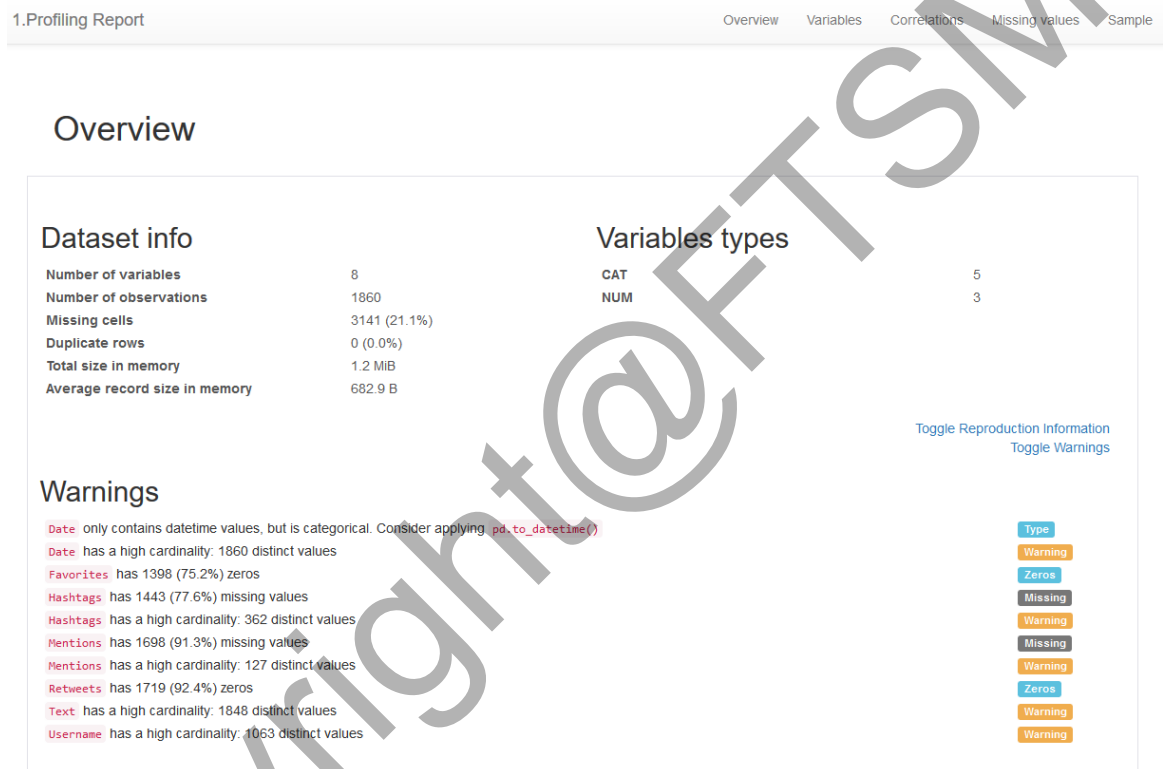 1.Profiling Report
Overview Variables Correlations Missing values Sample
Overview
Dataset info
Number of variables 8
Number of observations 1860
Missing cells 3141 (21.1%)
Duplicate rows 0 (0.0%)
Total size in memory 1.2 MiB
Average record size in memory 682.9 B
Variables types
CAT 5
NUM 3
Toggle Reproduction Information
Toggle Warnings
Warnings
Date only contains datetime values, but is categorical. Consider applying pd.to_datetime() Type
Date has a high cardinality: 1860 distinct values Warning
Favorites has 1398 (75.2%) zeros Zeros
Hashtags has 1443 (77.6%) missing values Missing
Hashtags has a high cardinality: 362 distinct values Warning
Mentions has 1698 (91.3%) missing values Missing
Mentions has a high cardinality: 127 distinct values Warning
Retweets has 1719 (92.4%) zeros Zeros
Text has a high cardinality: 1848 distinct values Warning
Username has a high cardinality: 1063 distinct values Warning
right@FTSM